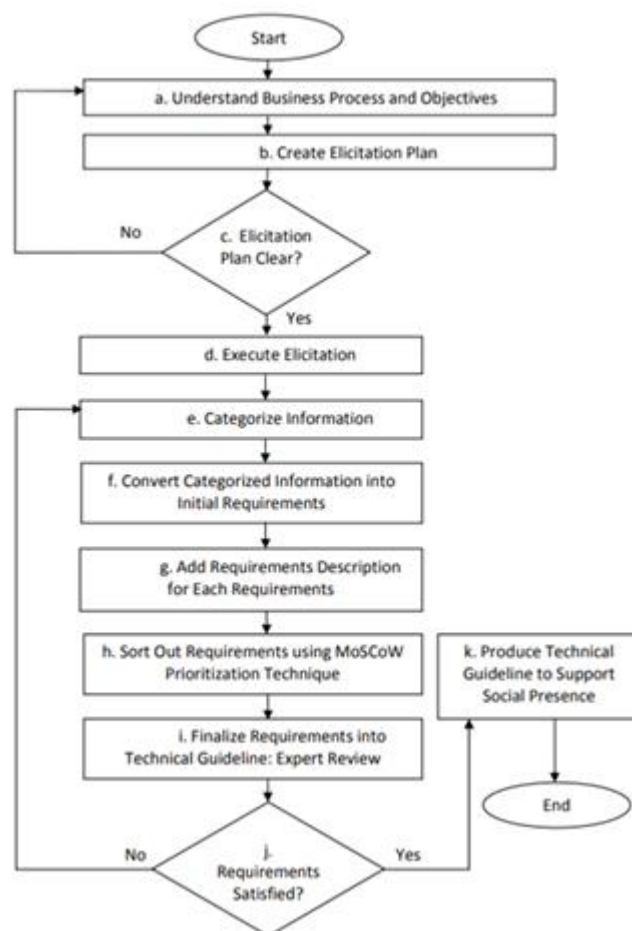 Start
a. Understand Business Process and Objectives
b. Create Elicitation Plan
No
c. Elicitation
Plan Clear?
Yes
d. Execute Elicitation
e. Categorize Information
f. Convert Categorized Information into
Initial Requirements
g. Add Requirements Description
for Each Requirements
h. Sort Out Requirements using MoSCoW
Prioritization Technique
k. Produce Technical
Guideline to Support
Social Presence
i. Finalize Requirements into
Technical Guideline: Expert Review
End
No
j.
Requirements
Satisfied?
Yes